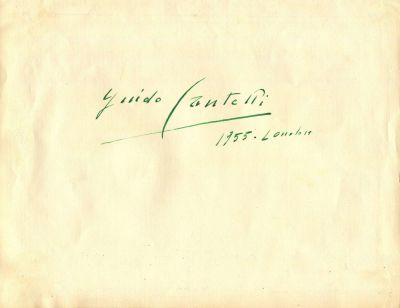 Guido Cantelli
1955 - London